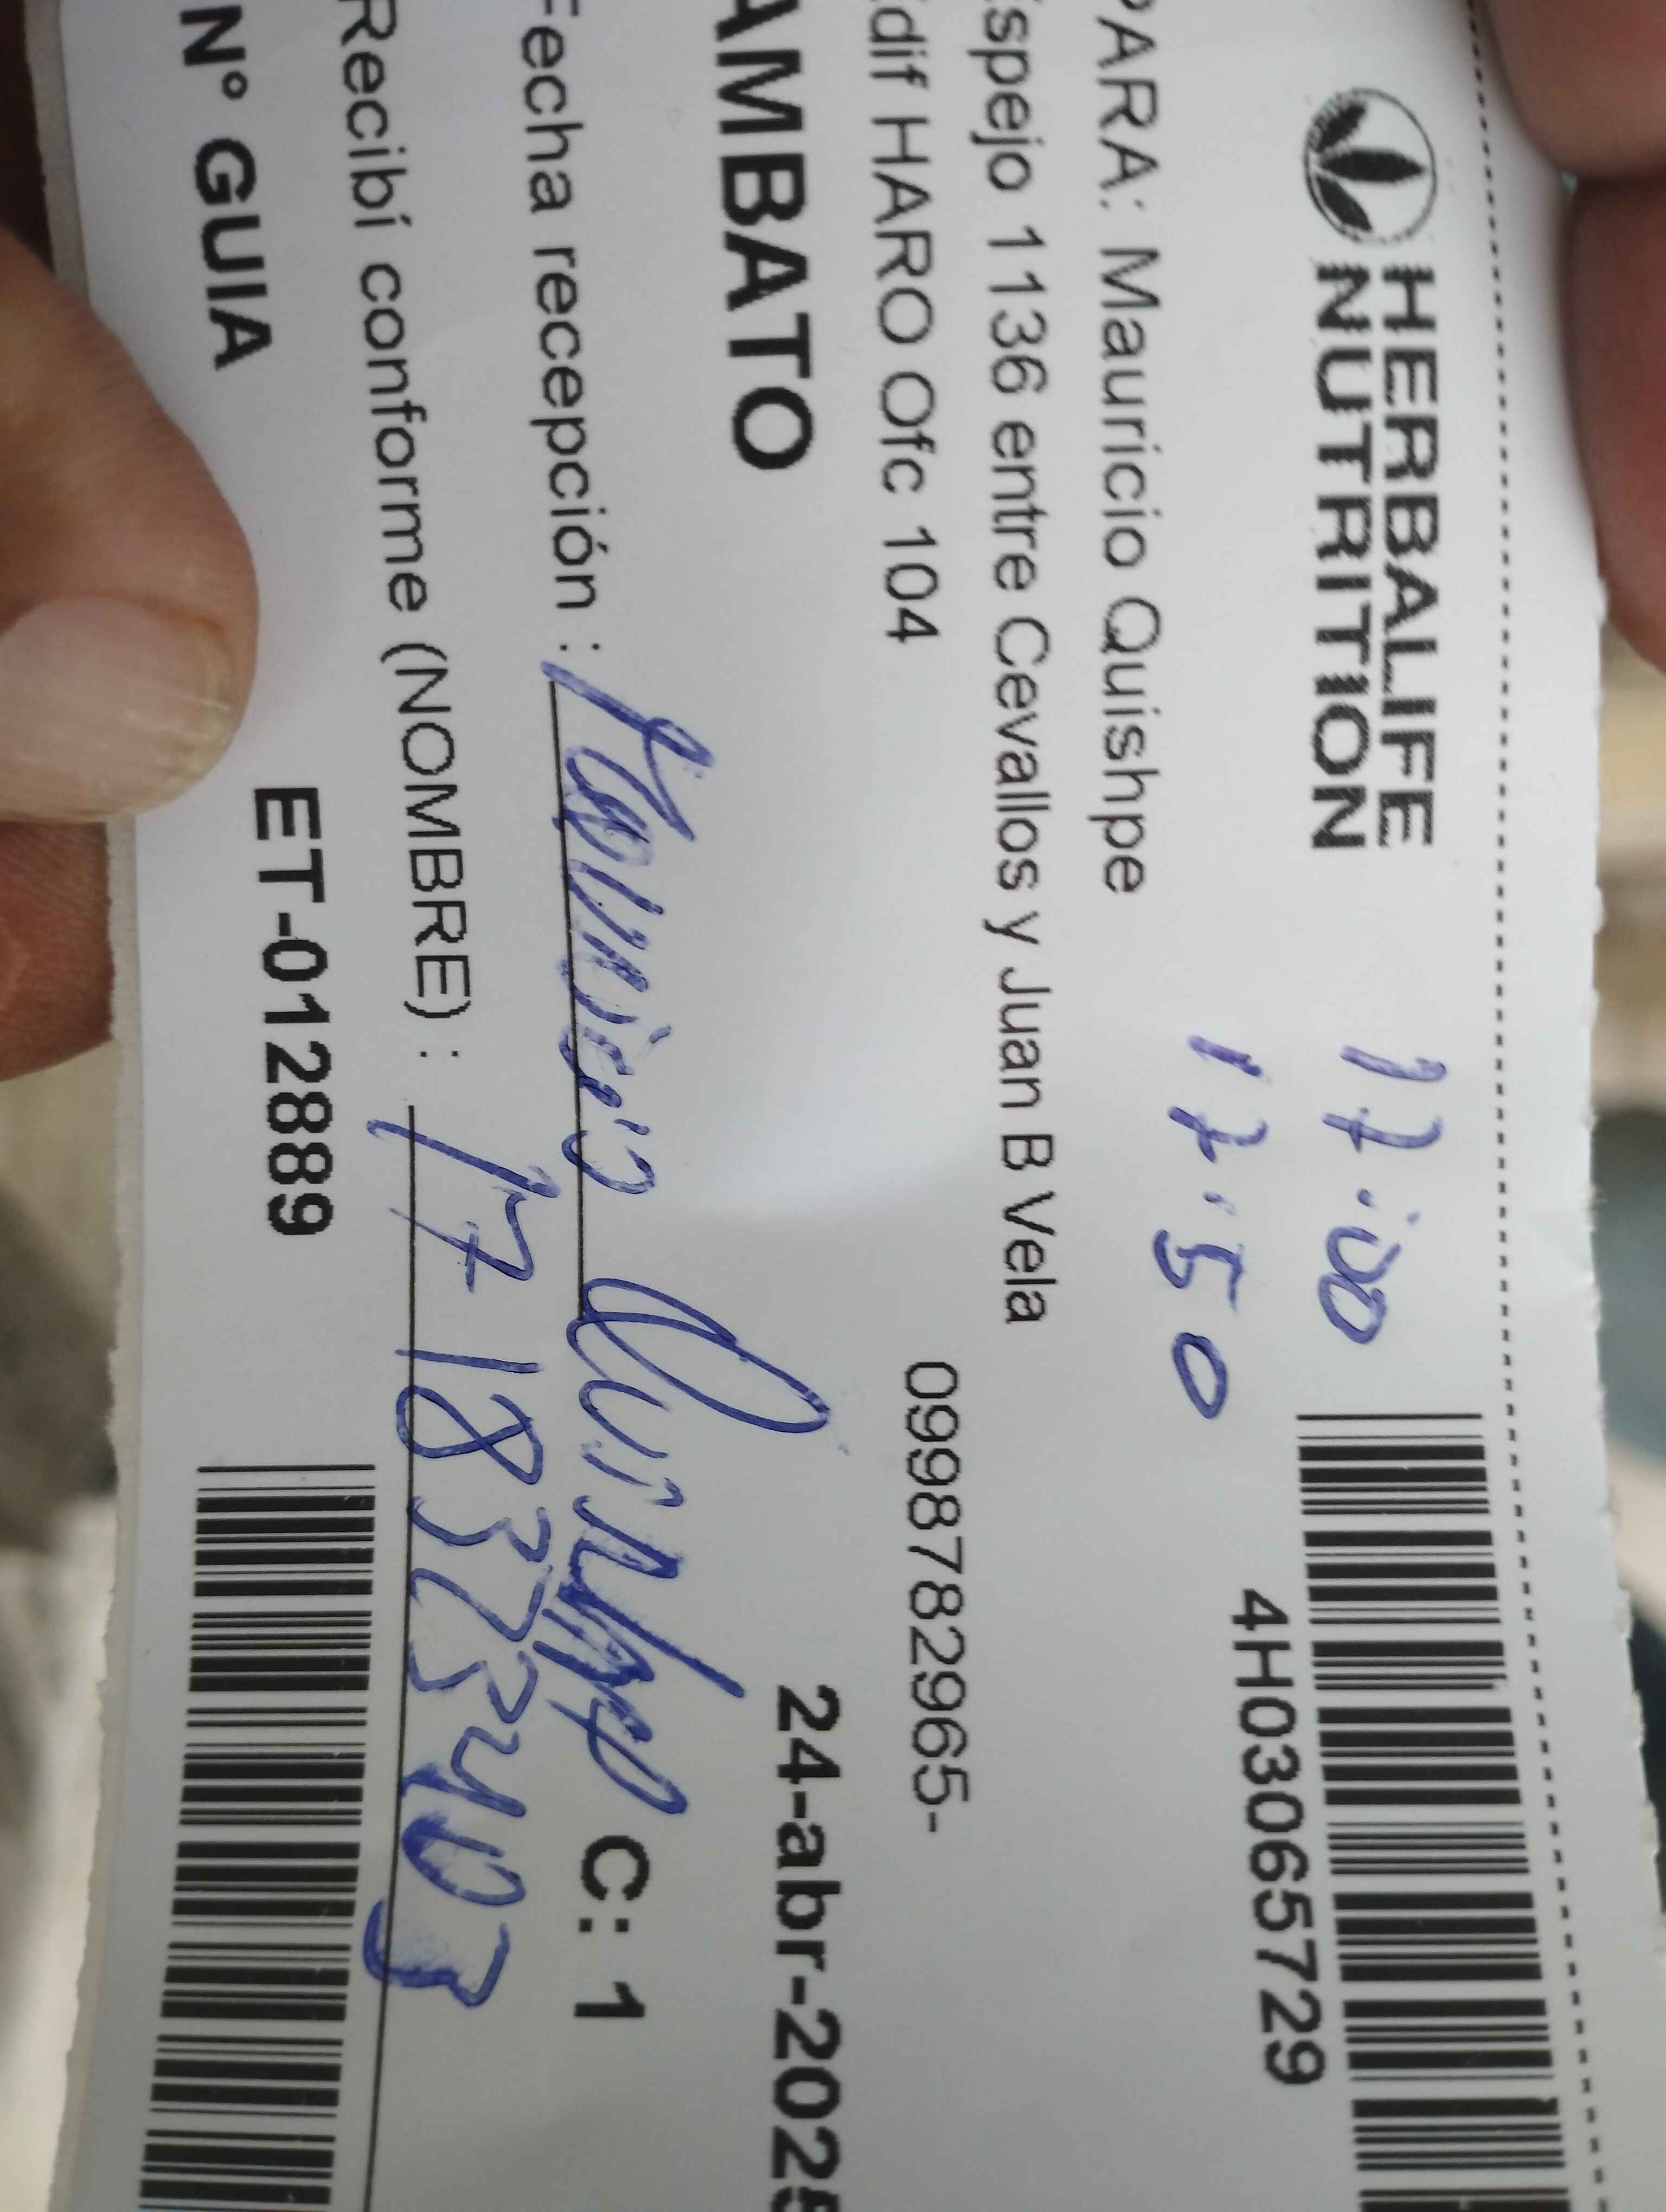 HERBALIFE
NUTRITION
17:00
17:50
4H03065729
PARA: Mauricio Quishpe
Espejo 1136 entre Cevallos y Juan B Vela
Edif HARO Ofc 104
0998782965-
AMBATO
24-abr-2025
Fecha recepción : Mauricio Quishpe C: 1
Recibí conforme (NOMBRE) :
N° GUIA ET-012889